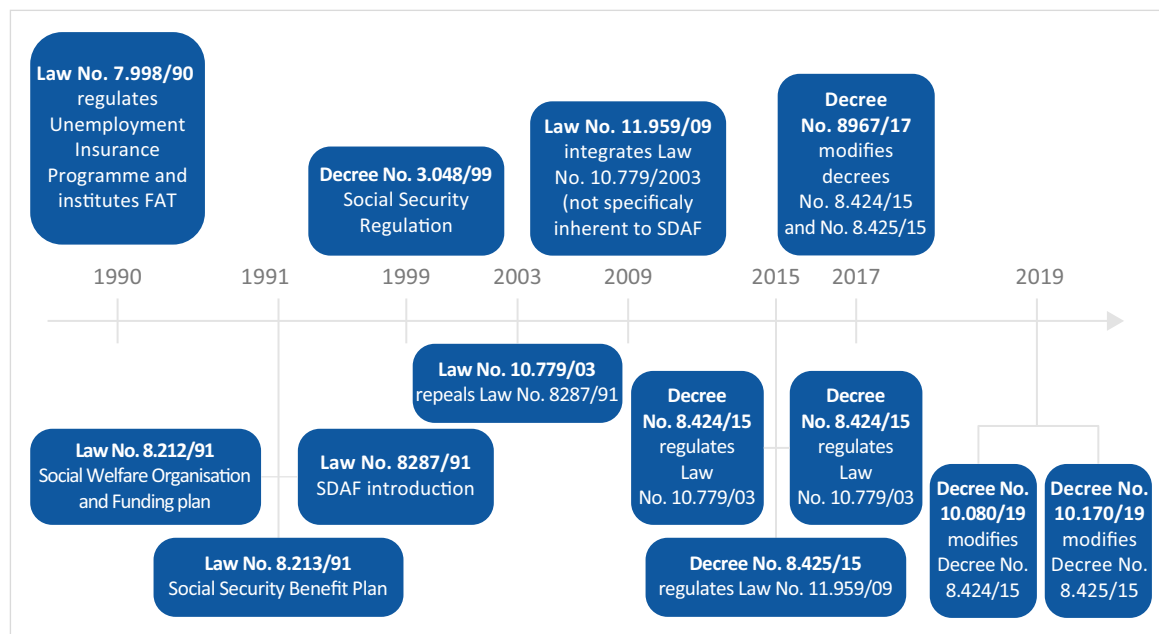 Law No. 7.998/90
regulates
Unemployment
Insurance
Programme and
institutes FAT
Decree No. 3.048/99
Social Security
Regulation
Law No. 11.959/09
integrates Law
No. 10.779/2003
(not specificaly
inherent to SDAF
Decree
No. 8967/17
modifies
decrees
No. 8.424/15
and No. 8.425/15
1990
1991
1999
2003
2009
2015
2017
2019
Law No. 10.779/03
repeals Law No. 8287/91
Law No. 8.212/91
Social Welfare Organisation
and Funding plan
Law No. 8287/91
SDAF introduction
Law No. 8.213/91
Social Security Benefit Plan
Decree
No. 8.424/15
regulates
Law
No. 10.779/03
Decree
No. 8.424/15
regulates
Law
No. 10.779/03
Decree No. 8.425/15
regulates Law No. 11.959/09
Decree No.
10.080/19
modifies
Decree No.
8.424/15
Decree No.
10.170/19
modifies
Decree No.
8.425/15